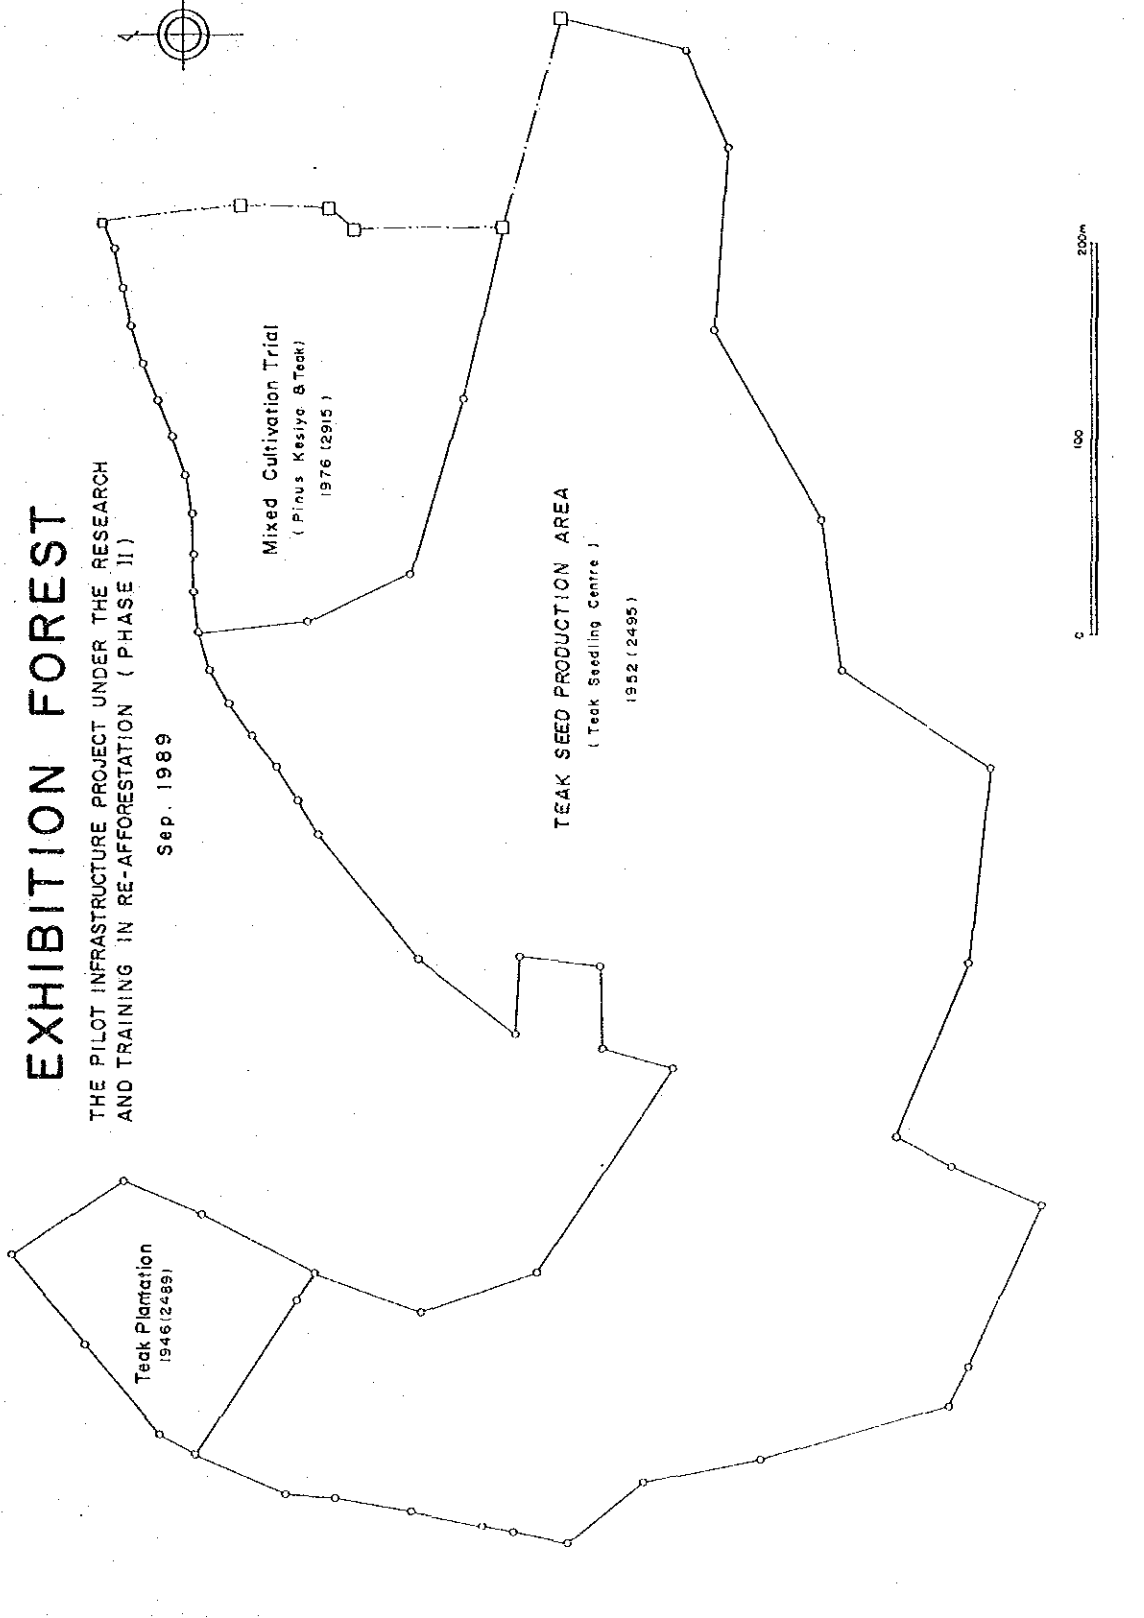 EXHIBITION FOREST
THE PILOT INFRASTRUCTURE PROJECT UNDER THE RESEARCH
AND TRAINING IN RE-AFFORESTATION ( PHASE II )
Sep. 1989
Teak Plantation
1946(2489)
Mixed Cultivation Trial
( Pinus Kesiya & Teak)
1976 (2915)
TEAK SEED PRODUCTION AREA
( Teak Seedling Centre )
1952 (2495)
0 100 200m